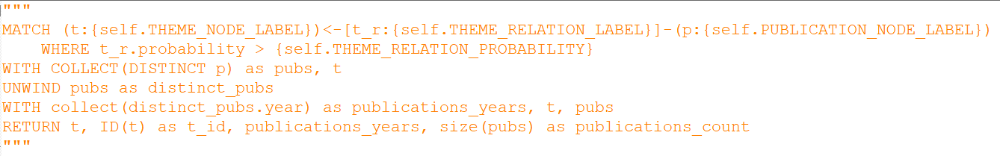 """
MATCH (t:{self.THEME_NODE_LABEL})<-[t_r:{self.THEME_RELATION_LABEL}]-(p:{self.PUBLICATION_NODE_LABEL})
    WHERE t_r.probability > {self.THEME_RELATION_PROBABILITY}
WITH COLLECT(DISTINCT p) as pubs, t
UNWIND pubs as distinct_pubs
WITH collect(distinct_pubs.year) as publications_years, t, pubs
RETURN t, ID(t) as t_id, publications_years, size(pubs) as publications_count
"""